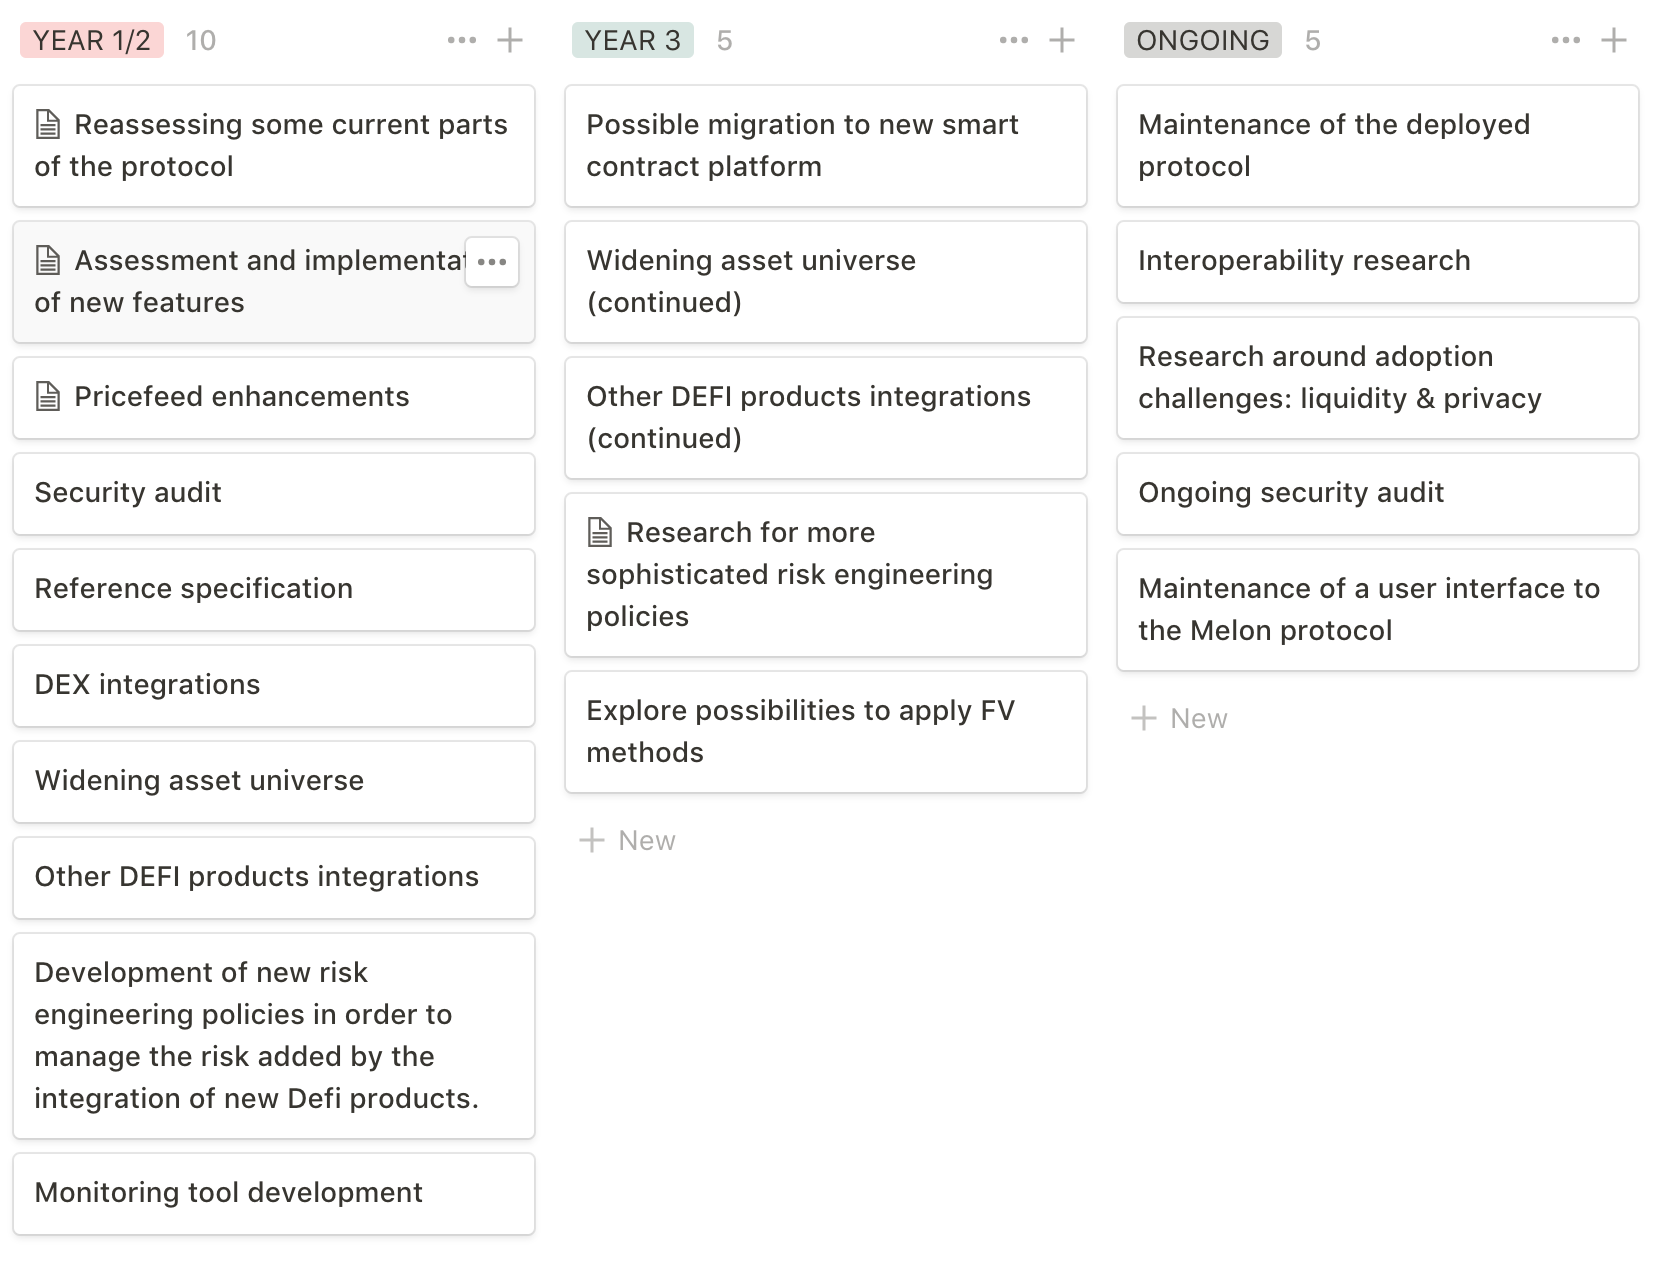 YEAR 1/2 10
Reassessing some current parts
of the protocol
Assessment and
of new features
Pricefeed enhancements
Security audit
Reference specification
DEX integrations
Widening asset universe
Other DEFI products integrations
Development of new risk
engineering policies in order to
manage the risk added by the
integration of new Defi products.
Monitoring tool development
YEAR 3 5
Possible migration to new smart
contract platform
Widening asset universe
(continued)
Other DEFI products integrations
(continued)
Research for more
sophisticated risk engineering
policies
Explore possibilities to apply FV
methods
New
ONGOING 5
Maintenance of the deployed
protocol
Interoperability research
Research around adoption
challenges: liquidity & privacy
Ongoing security audit
Maintenance of a user interface to
the Melon protocol
New